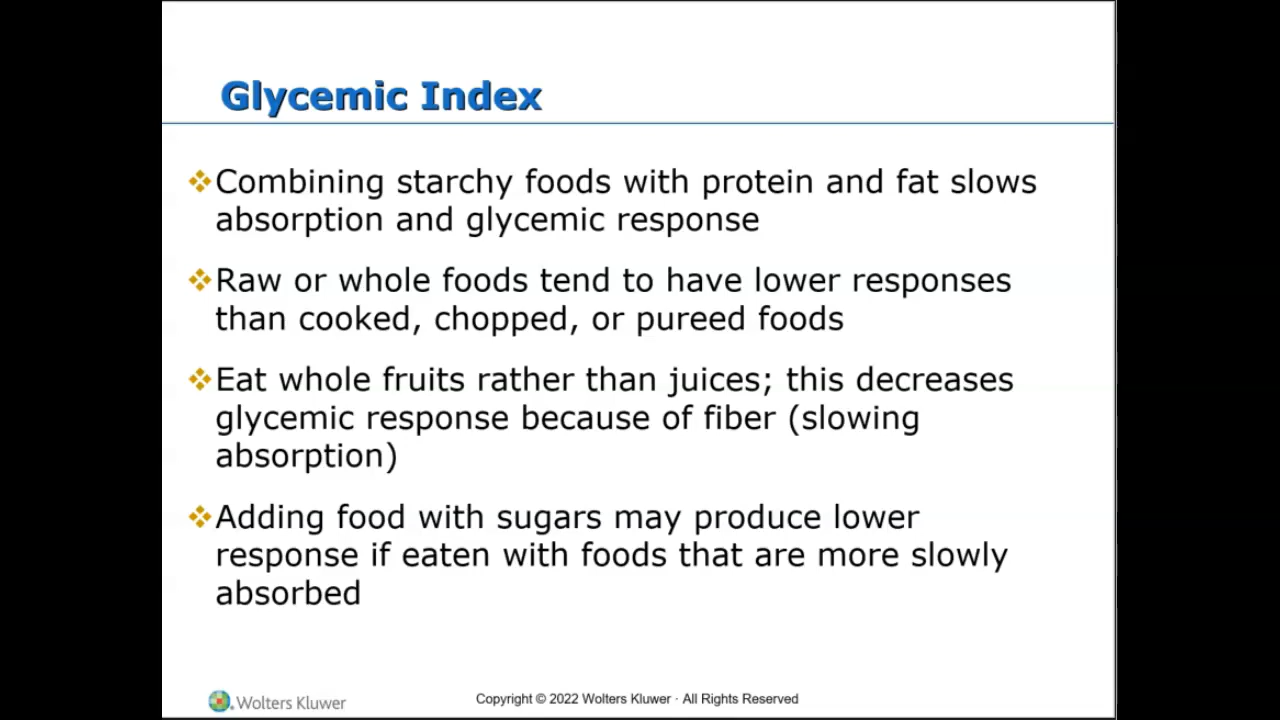 Glycemic Index
Combining starchy foods with protein and fat slows
absorption and glycemic response
Raw or whole foods tend to have lower responses
than cooked, chopped, or pureed foods
Eat whole fruits rather than juices; this decreases
glycemic response because of fiber (slowing
absorption)
Adding food with sugars may produce lower
response if eaten with foods that are more slowly
absorbed
Wolters Kluwer
Copyright © 2022 Wolters Kluwer · All Rights Reserved